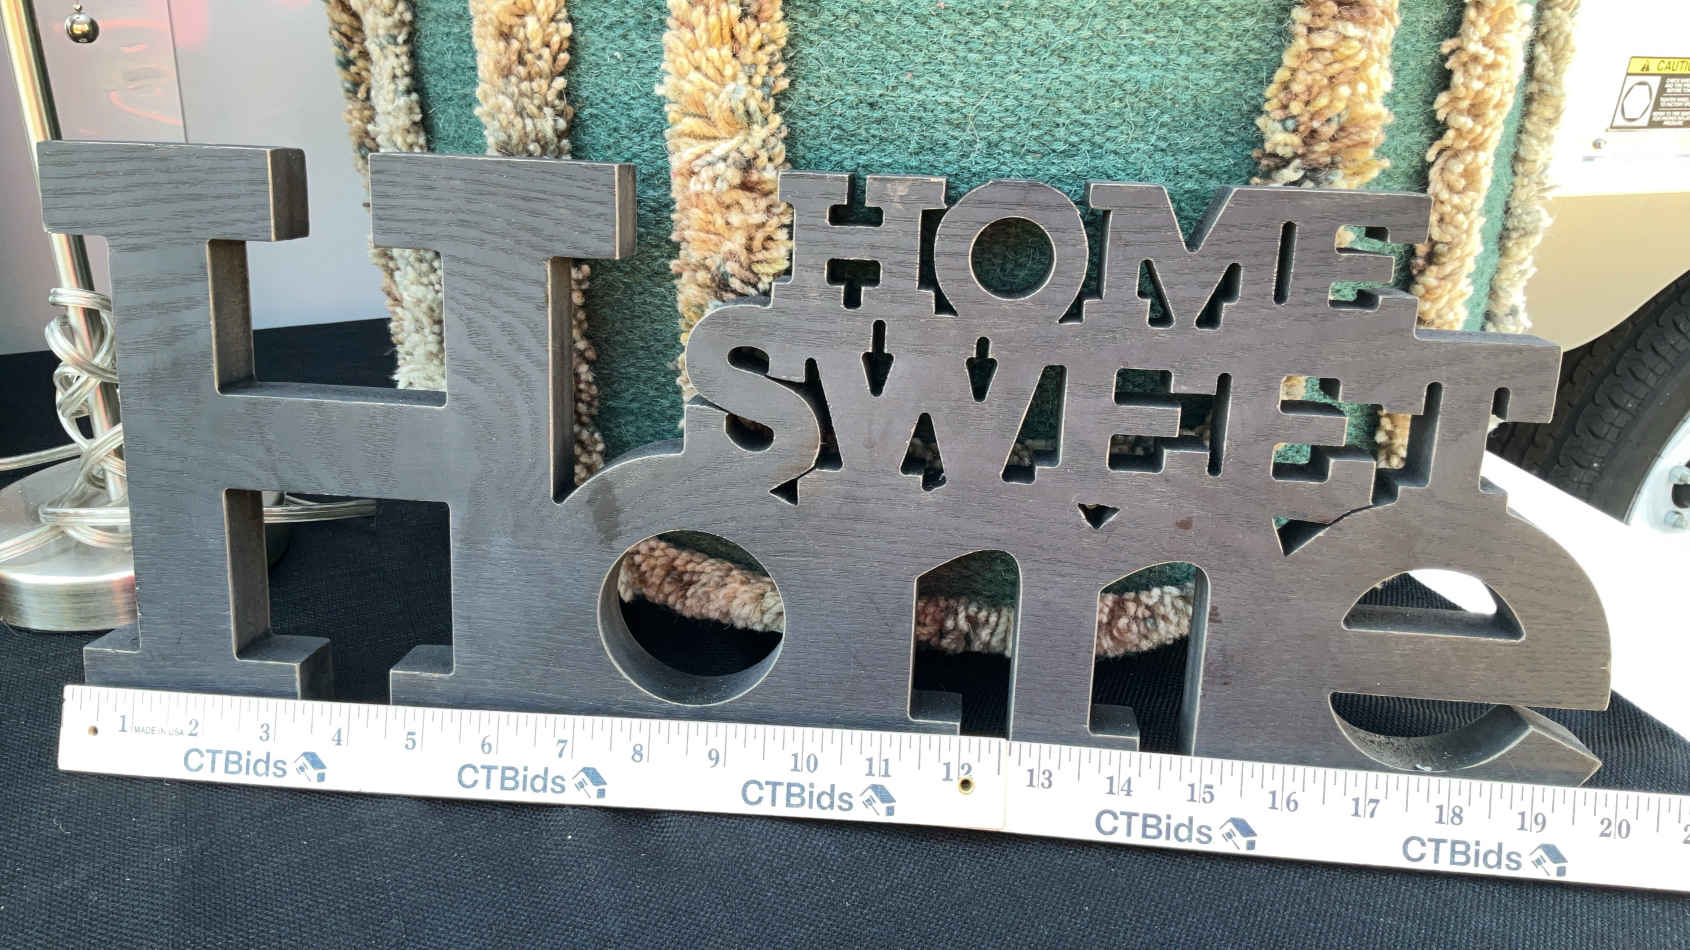 HOME
SWEET
Home
1 MADE IN USA 2 3 4 5 6 7 8 9 10 11 12 13 14 15 16 17 18 19 20
CTBids CTBids CTBids CTBids CTBids